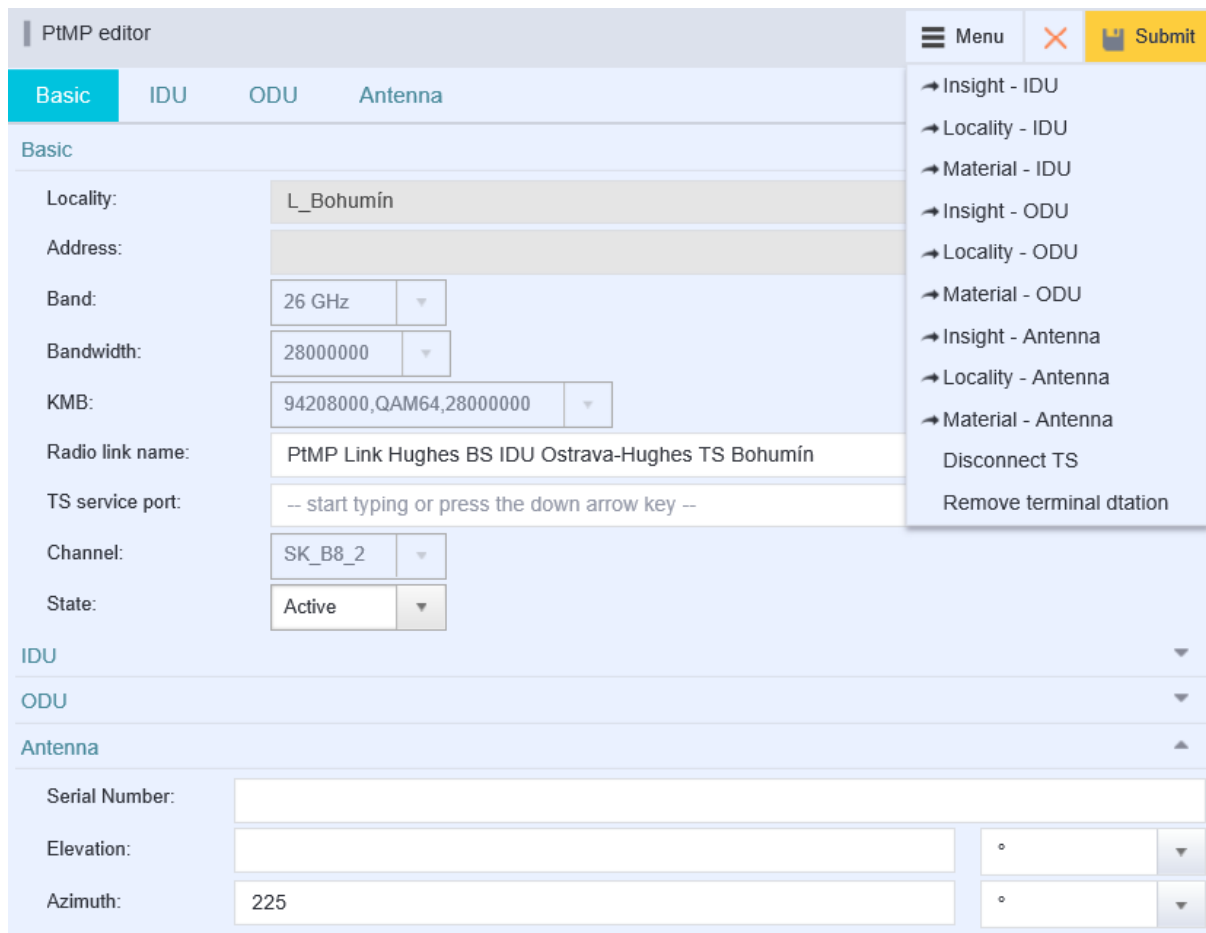 PtMP editor
Menu
Submit
Basic IDU ODU Antenna
Insight - IDU
Locality - IDU
Material - IDU
Insight - ODU
Locality - ODU
Material - ODU
Insight - Antenna
Locality - Antenna
Material - Antenna
Disconnect TS
Remove terminal dtation
Basic
Locality: L_Bohumín
Address:
Band: 26 GHz
Bandwidth: 28000000
KMB: 94208000,QAM64,28000000
Radio link name: PtMP Link Hughes BS IDU Ostrava-Hughes TS Bohumín
TS service port: -- start typing or press the down arrow key --
Channel: SK_B8_2
State: Active
IDU
ODU
Antenna
Serial Number:
Elevation: °
Azimuth: 225 °